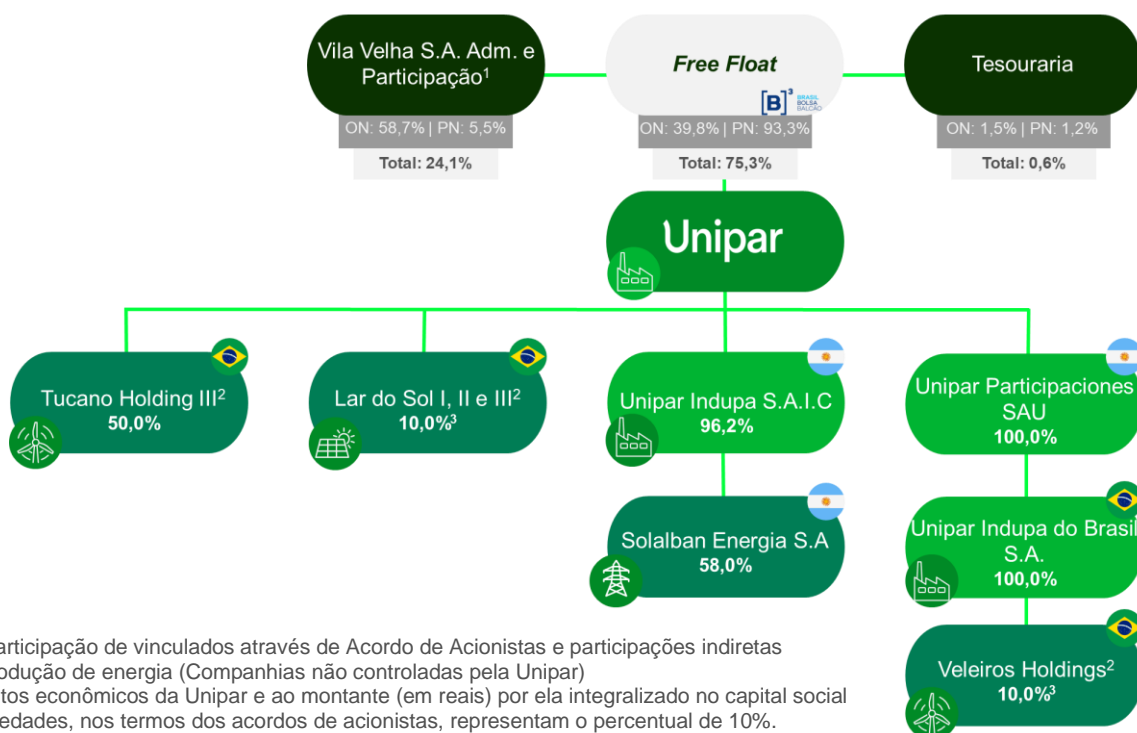 Vila Velha S.A. Adm. e
Participação¹
ON: 58,7% | PN: 5,5%
Total: 24,1%
Free Float
[B]³ BRASIL
BOLSA
BALCÃO
ON: 39,8% | PN: 93,3%
Total: 75,3%
Tesouraria
ON: 1,5% | PN: 1,2%
Total: 0,6%
Unipar
Tucano Holding III²
50,0%
Lar do Sol I, II e III²
10,0%³
Unipar Indupa S.A.I.C
96,2%
Unipar Participaciones
SAU
100,0%
Solalban Energia S.A
58,0%
Unipar Indupa do Brasil
S.A.
100,0%
Veleiros Holdings²
10,0%³
articipação de vinculados através de Acordo de Acionistas e participações indiretas
odução de energia (Companhias não controladas pela Unipar)
tos econômicos da Unipar e ao montante (em reais) por ela integralizado no capital social
edades, nos termos dos acordos de acionistas, representam o percentual de 10%.